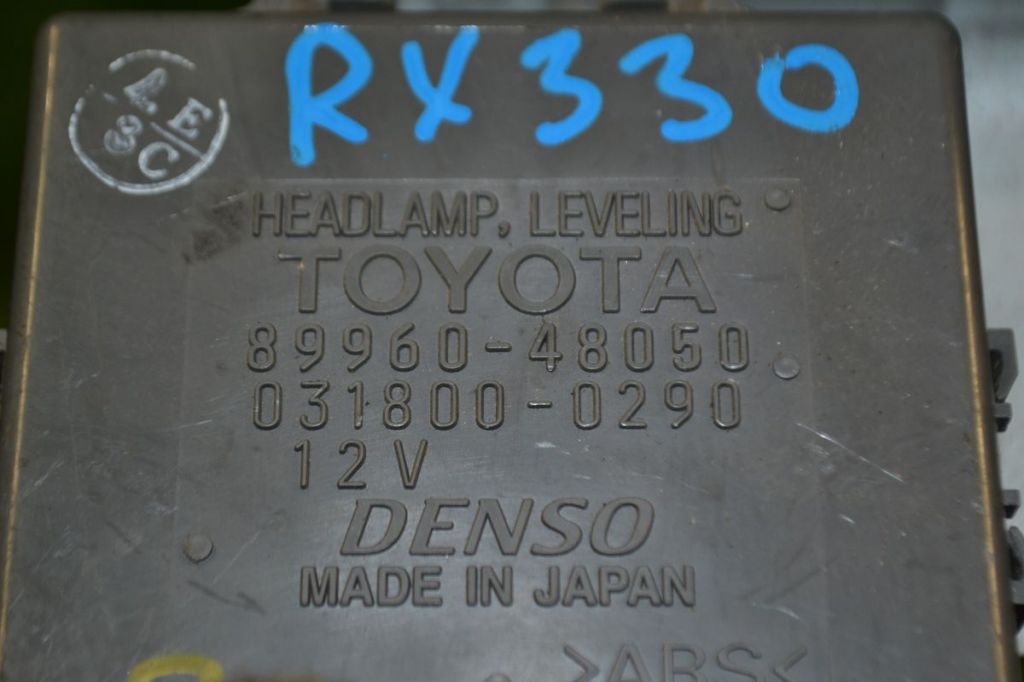 RX330
HEADLAMP, LEVELING
TOYOTA
89960-48050
031800-0290
12V
DENSO
MADE IN JAPAN
>ABS<